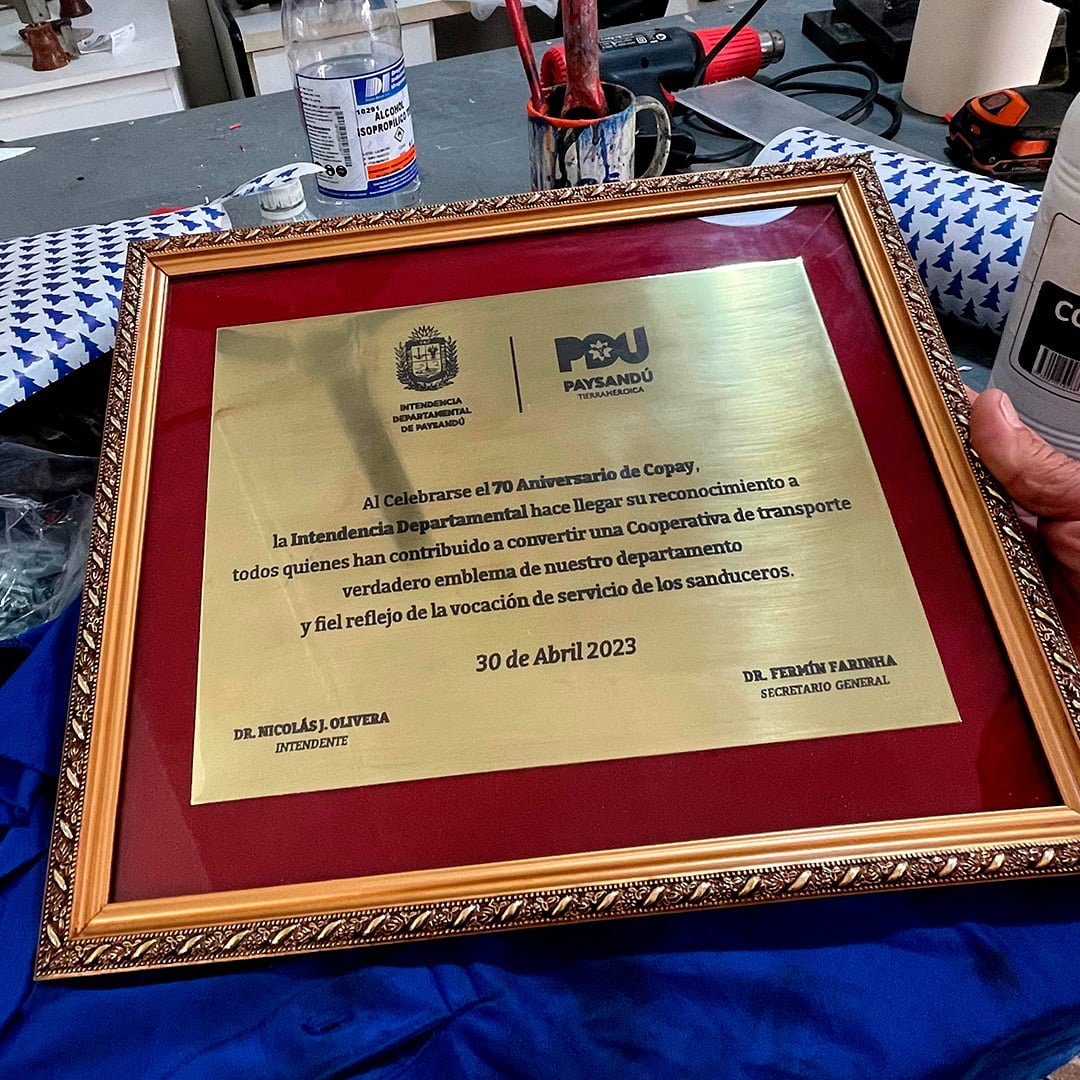 10291
ALCOHOL
ISOPROPILICO
INTENDENCIA
DEPARTAMENTAL
DE PAYSANDÚ
PDU
PAYSANDÚ
TIERRAHEROICA
Al Celebrarse el 70 Aniversario de Copay,
la Intendencia Departamental hace llegar su reconocimiento a
todos quienes han contribuido a convertir una Cooperativa de transporte
verdadero emblema de nuestro departamento
y fiel reflejo de la vocación de servicio de los sanduceros.
30 de Abril 2023
DR. NICOLÁS J. OLIVERA
INTENDENTE
DR. FERMÍN FARINHA
SECRETARIO GENERAL
CO